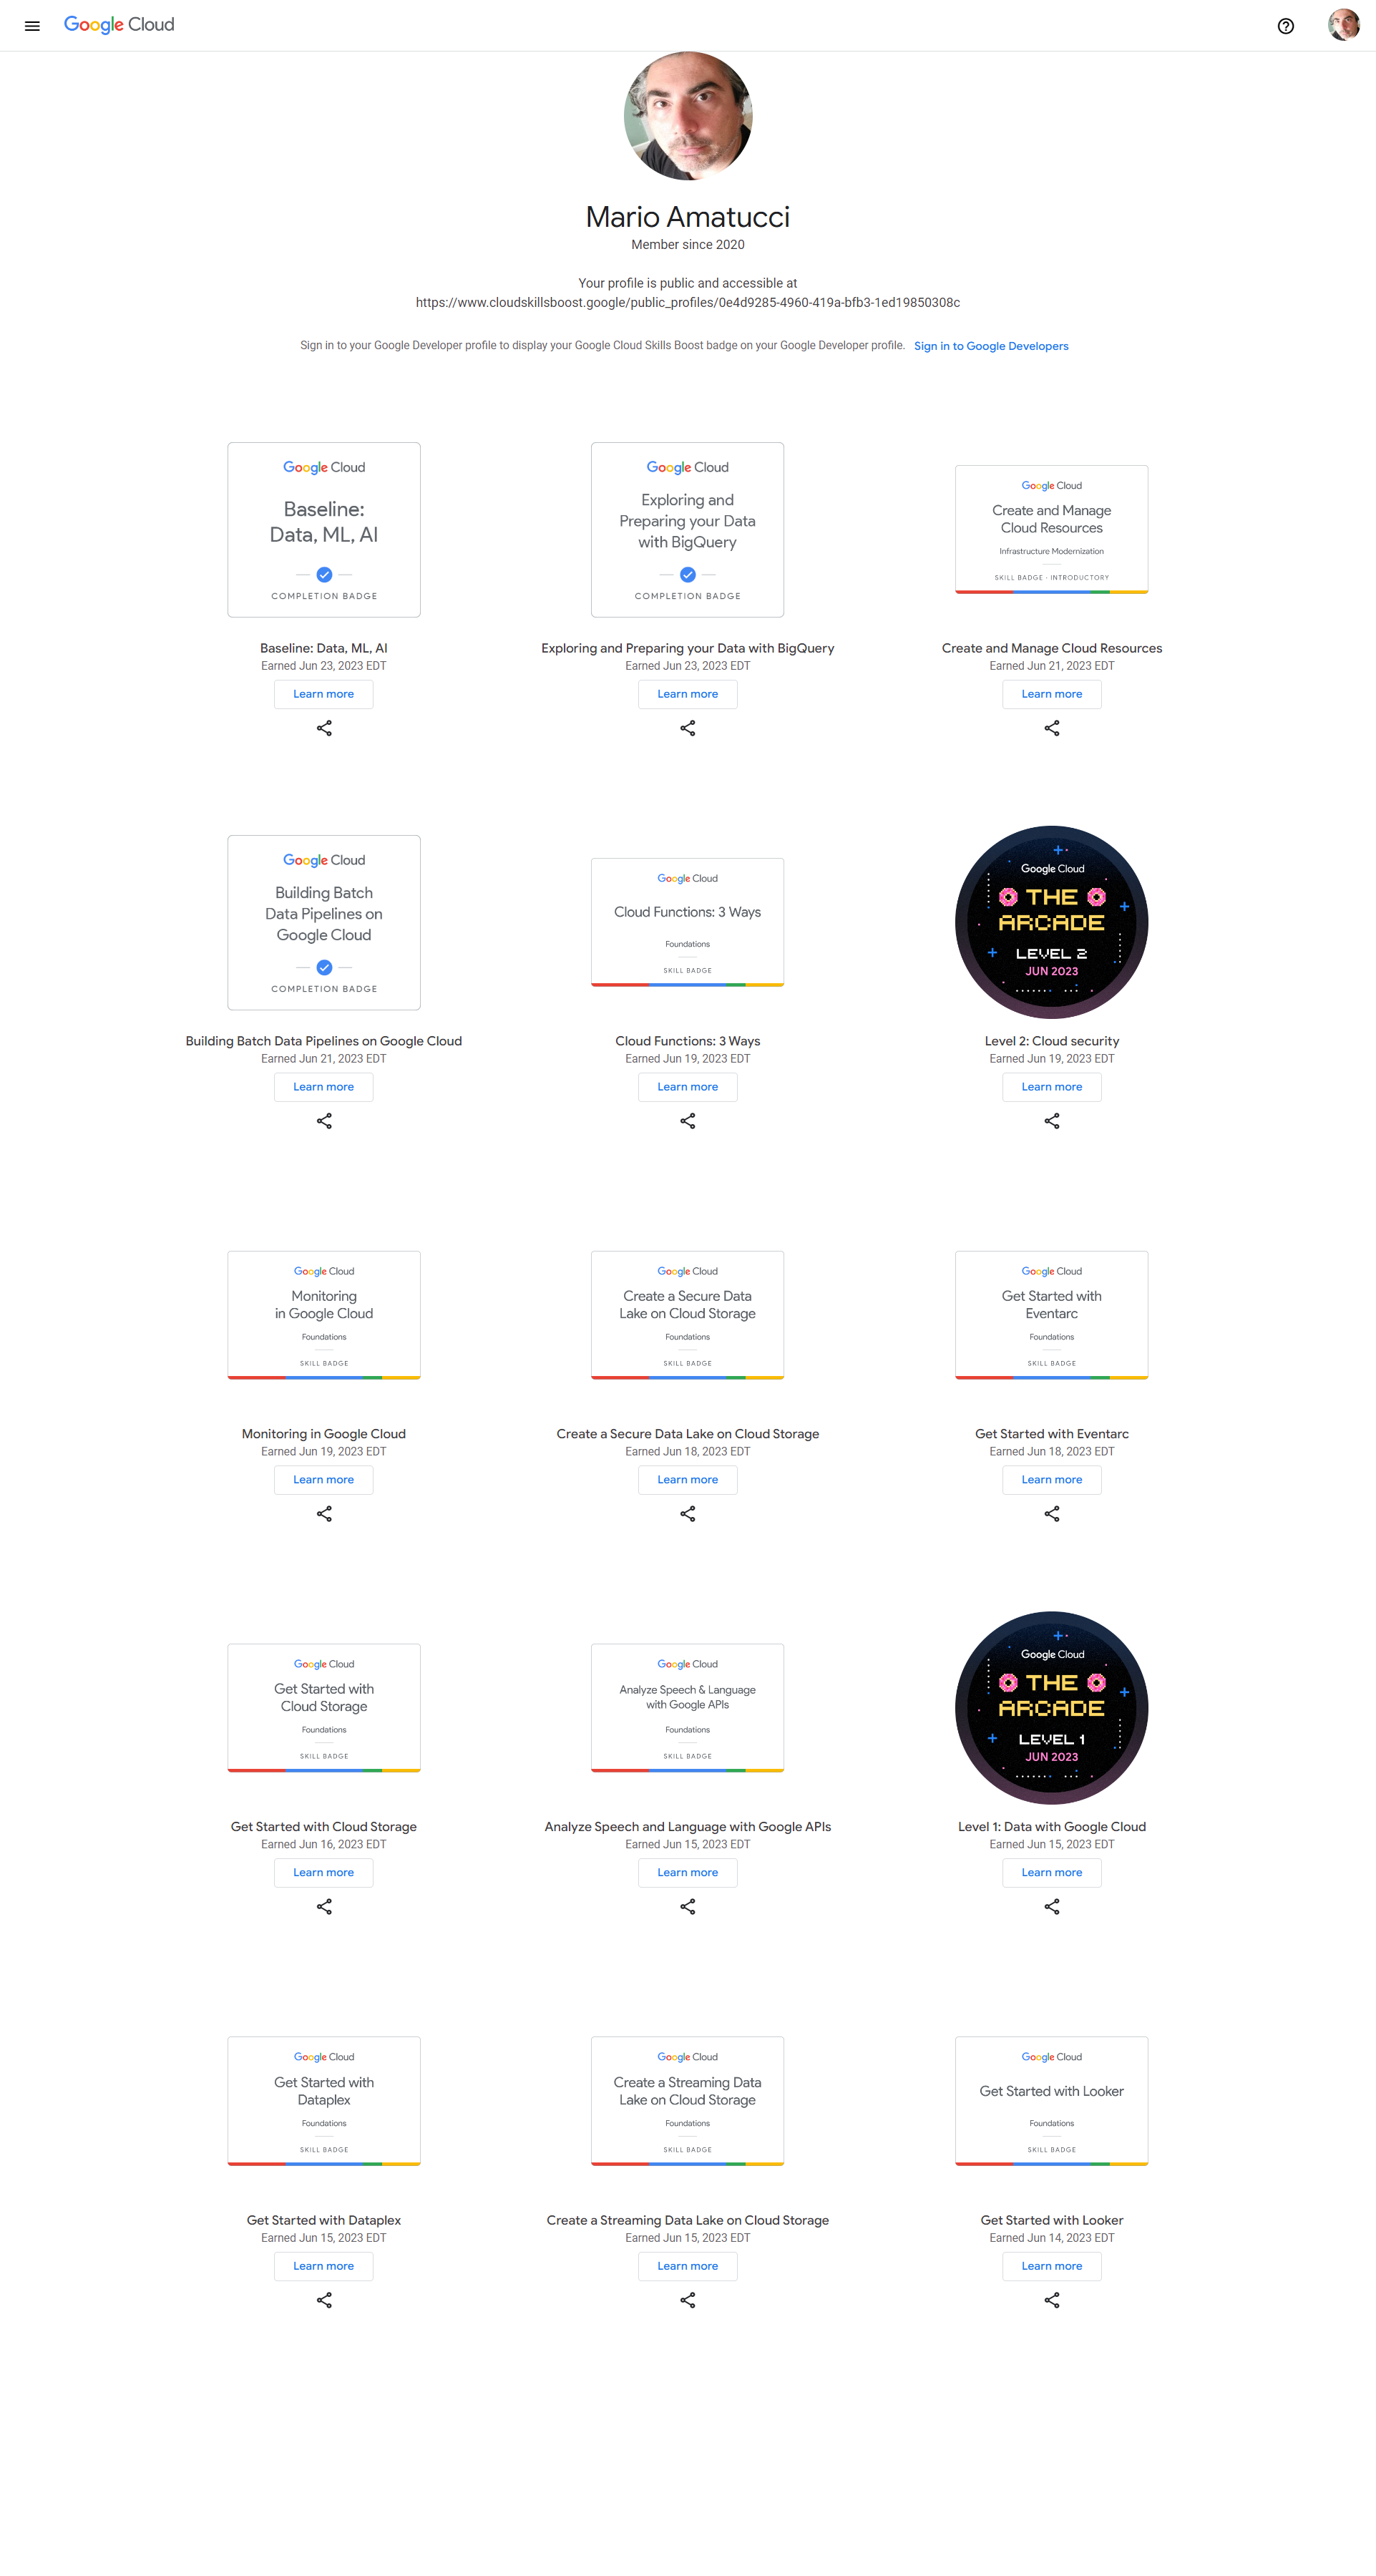 Google Cloud
Mario Amatucci
Member since 2020
Your profile is public and accessible at
https://www.cloudskillsboost.google/public_profiles/0e4d9285-4960-419a-bfb3-1ed19850308c
Sign in to your Google Developer profile to display your Google Cloud Skills Boost badge on your Google Developer profile. Sign in to Google Developers
Google Cloud
Baseline:
Data, ML, AI
COMPLETION BADGE
Baseline: Data, ML, AI
Earned Jun 23, 2023 EDT
Learn more
Google Cloud
Exploring and
Preparing your Data
with BigQuery
COMPLETION BADGE
Exploring and Preparing your Data with BigQuery
Earned Jun 23, 2023 EDT
Learn more
Google Cloud
Create and Manage
Cloud Resources
Infrastructure Modernization
SKILL BADGE · INTRODUCTORY
Create and Manage Cloud Resources
Earned Jun 21, 2023 EDT
Learn more
Google Cloud
Building Batch
Data Pipelines on
Google Cloud
COMPLETION BADGE
Building Batch Data Pipelines on Google Cloud
Earned Jun 21, 2023 EDT
Learn more
Google Cloud
Cloud Functions: 3 Ways
Foundations
SKILL BADGE
Cloud Functions: 3 Ways
Earned Jun 19, 2023 EDT
Learn more
Google Cloud
THE
ARCADE
LEVEL 2
JUN 2023
Level 2: Cloud security
Earned Jun 19, 2023 EDT
Learn more
Google Cloud
Monitoring
in Google Cloud
Foundations
SKILL BADGE
Monitoring in Google Cloud
Earned Jun 19, 2023 EDT
Learn more
Google Cloud
Create a Secure Data
Lake on Cloud Storage
Foundations
SKILL BADGE
Create a Secure Data Lake on Cloud Storage
Earned Jun 18, 2023 EDT
Learn more
Google Cloud
Get Started with
Eventarc
Foundations
SKILL BADGE
Get Started with Eventarc
Earned Jun 18, 2023 EDT
Learn more
Google Cloud
Get Started with
Cloud Storage
Foundations
SKILL BADGE
Get Started with Cloud Storage
Earned Jun 16, 2023 EDT
Learn more
Google Cloud
Analyze Speech & Language
with Google APIs
Foundations
SKILL BADGE
Analyze Speech and Language with Google APIs
Earned Jun 15, 2023 EDT
Learn more
Google Cloud
THE
ARCADE
LEVEL 1
JUN 2023
Level 1: Data with Google Cloud
Earned Jun 15, 2023 EDT
Learn more
Google Cloud
Get Started with
Dataplex
Foundations
SKILL BADGE
Get Started with Dataplex
Earned Jun 15, 2023 EDT
Learn more
Google Cloud
Create a Streaming Data
Lake on Cloud Storage
Foundations
SKILL BADGE
Create a Streaming Data Lake on Cloud Storage
Earned Jun 15, 2023 EDT
Learn more
Google Cloud
Get Started with Looker
Foundations
SKILL BADGE
Get Started with Looker
Earned Jun 14, 2023 EDT
Learn more